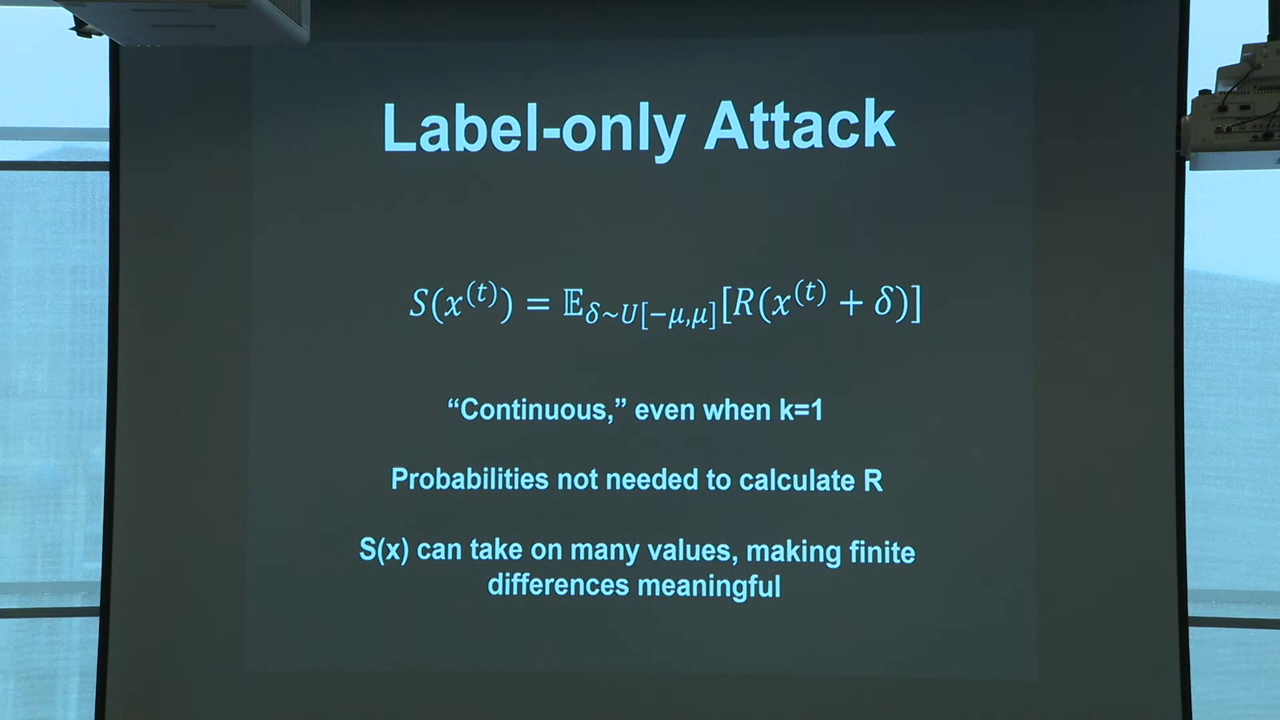 Label-only Attack
S(x^(t)) = 𝔼_δ~U[−μ,μ][R(x^(t) + δ)]
“Continuous,” even when k=1
Probabilities not needed to calculate R
S(x) can take on many values, making finite
differences meaningful